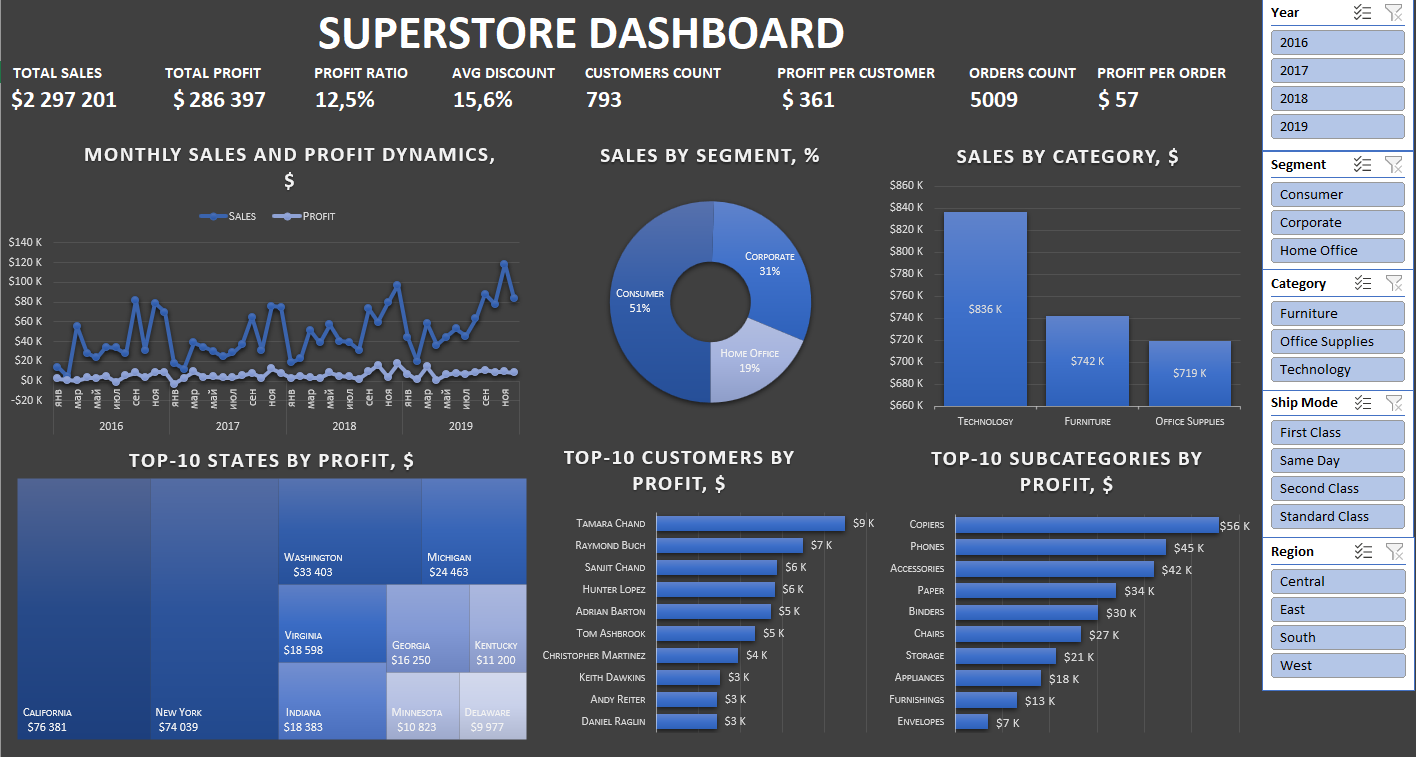 SUPERSTORE DASHBOARD
TOTAL SALES
$2 297 201
TOTAL PROFIT
$ 286 397
PROFIT RATIO
12,5%
AVG DISCOUNT
15,6%
CUSTOMERS COUNT
793
PROFIT PER CUSTOMER
$ 361
ORDERS COUNT
5009
PROFIT PER ORDER
$ 57
MONTHLY SALES AND PROFIT DYNAMICS,
$
SALES
PROFIT
$140 K
$120 K
$100 K
$80 K
$60 K
$40 K
$20 K
$0 K
-$20 K
янв
мар
май
июл
сен
ноя
янв
мар
май
июл
сен
ноя
янв
мар
май
июл
сен
ноя
янв
мар
май
июл
сен
ноя
2016
2017
2018
2019
SALES BY SEGMENT, %
CORPORATE
31%
CONSUMER
51%
HOME OFFICE
19%
SALES BY CATEGORY, $
$860 K
$840 K
$820 K
$800 K
$780 K
$760 K
$740 K
$720 K
$700 K
$680 K
$660 K
$836 K
$742 K
$719 K
TECHNOLOGY
FURNITURE
OFFICE SUPPLIES
TOP-10 STATES BY PROFIT, $
CALIFORNIA
$76 381
NEW YORK
$74 039
WASHINGTON
$33 403
MICHIGAN
$24 463
VIRGINIA
$18 598
INDIANA
$18 383
GEORGIA
$16 250
KENTUCKY
$11 200
MINNESOTA
$10 823
DELAWARE
$9 977
TOP-10 CUSTOMERS BY
PROFIT, $
TAMARA CHAND $9 K
RAYMOND BUCH $7 K
SANJIT CHAND $6 K
HUNTER LOPEZ $6 K
ADRIAN BARTON $5 K
TOM ASHBROOK $5 K
CHRISTOPHER MARTINEZ $4 K
KEITH DAWKINS $3 K
ANDY REITER $3 K
DANIEL RAGLIN $3 K
TOP-10 SUBCATEGORIES BY
PROFIT, $
COPIERS $56 K
PHONES $45 K
ACCESSORIES $42 K
PAPER $34 K
BINDERS $30 K
CHAIRS $27 K
STORAGE $21 K
APPLIANCES $18 K
FURNISHINGS $13 K
ENVELOPES $7 K
Year
2016
2017
2018
2019
Segment
Consumer
Corporate
Home Office
Category
Furniture
Office Supplies
Technology
Ship Mode
First Class
Same Day
Second Class
Standard Class
Region
Central
East
South
West